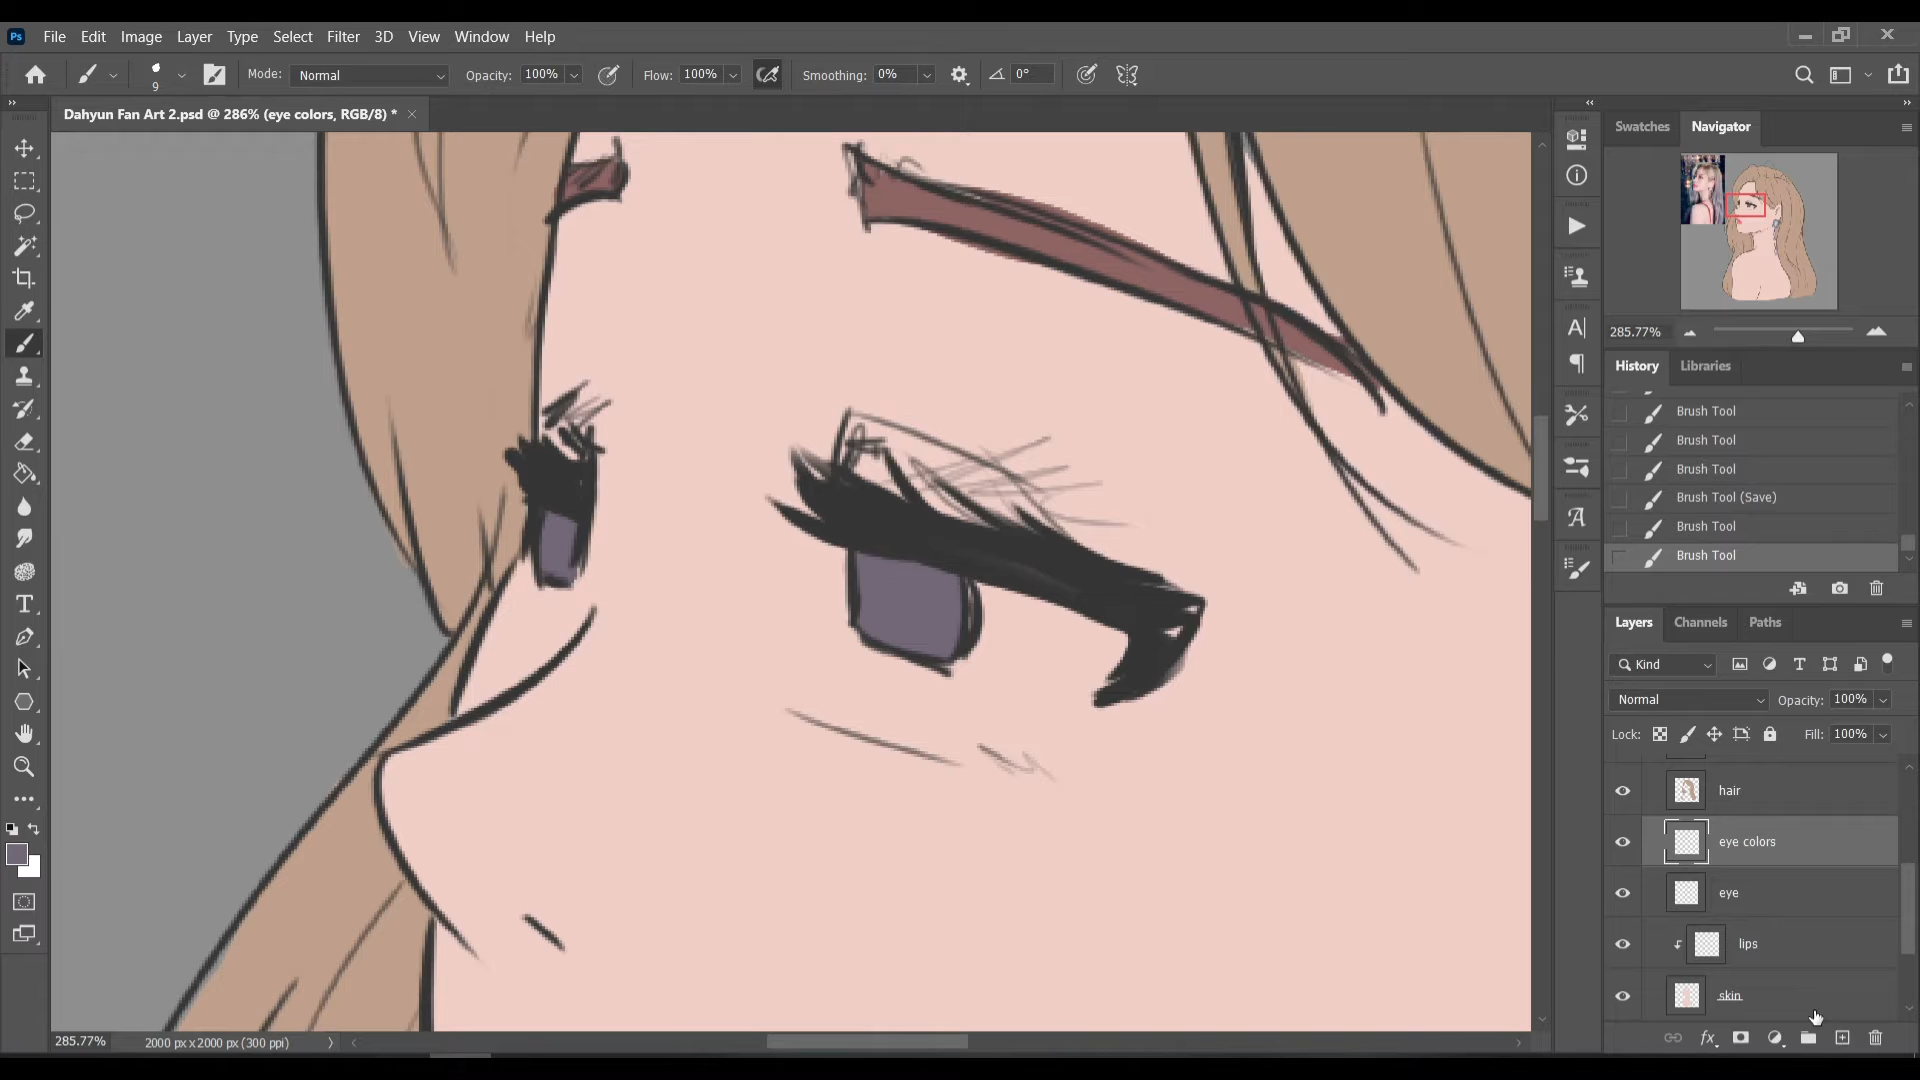 Ps File Edit Image Layer Type Select Filter 3D View Window Help
9 Mode: Normal Opacity: 100% Flow: 100% Smoothing: 0% 0°
Dahyun Fan Art 2.psd @ 286% (eye colors, RGB/8) *
Swatches Navigator
285.77%
History Libraries
Brush Tool
Brush Tool
Brush Tool
Brush Tool (Save)
Brush Tool
Brush Tool
Layers Channels Paths
Kind
Normal Opacity: 100%
Lock: Fill: 100%
hair
eye colors
eye
lips
skin
285.77% 2000 px x 2000 px (300 ppi)